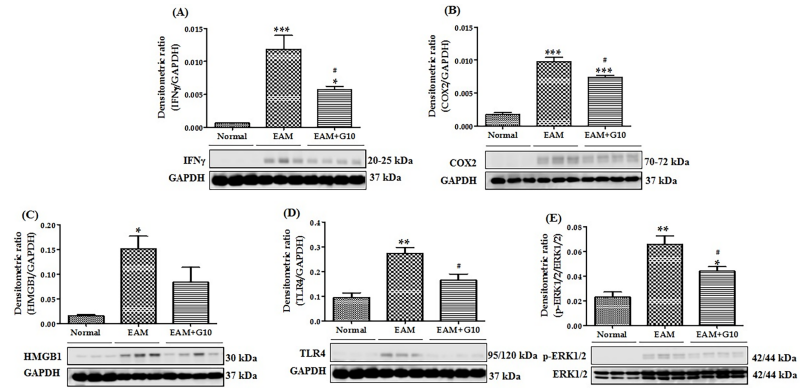 (A)
Densitometric ratio
(IFNγ/GAPDH)
0.015
0.010
0.005
0.000
***
#
*
Normal EAM EAM+G10
IFNγ 20-25 kDa
GAPDH 37 kDa
(B)
Densitometric ratio
(COX2/GAPDH)
0.015
0.010
0.005
0.000
***
#
***
Normal EAM EAM+G10
COX2 70-72 kDa
GAPDH 37 kDa
(C)
Densitometric ratio
(HMGB1/GAPDH)
0.20
0.15
0.10
0.05
0.00
*
Normal EAM EAM+G10
HMGB1 30 kDa
GAPDH 37 kDa
(D)
Densitometric ratio
(TLR4/GAPDH)
0.4
0.3
0.2
0.1
0.0
**
#
Normal EAM EAM+G10
TLR4 95/120 kDa
GAPDH 37 kDa
(E)
Densitometric ratio
(p-ERK1/2/ERK1/2)
0.08
0.06
0.04
0.02
0.00
**
#
*
Normal EAM EAM+G10
p-ERK1/2 42/44 kDa
ERK1/2 42/44 kDa